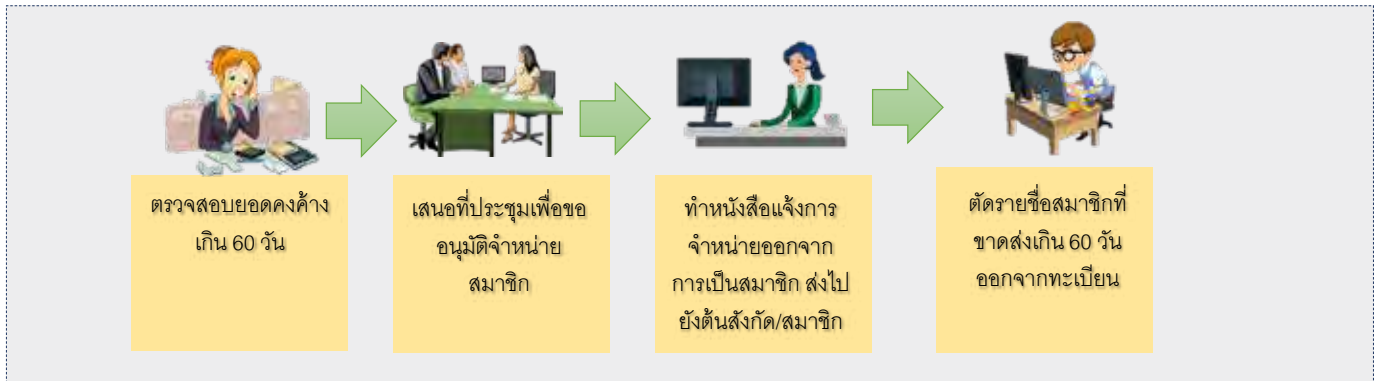 ตรวจสอบยอดคงค้าง
เกิน 60 วัน
เสนอที่ประชุมเพื่อขอ
อนุมัติจำหน่าย
สมาชิก
ทำหนังสือแจ้งการ
จำหน่ายออกจาก
การเป็นสมาชิก ส่งไป
ยังต้นสังกัด/สมาชิก
ตัดรายชื่อสมาชิกที่
ขาดส่งเกิน 60 วัน
ออกจากทะเบียน